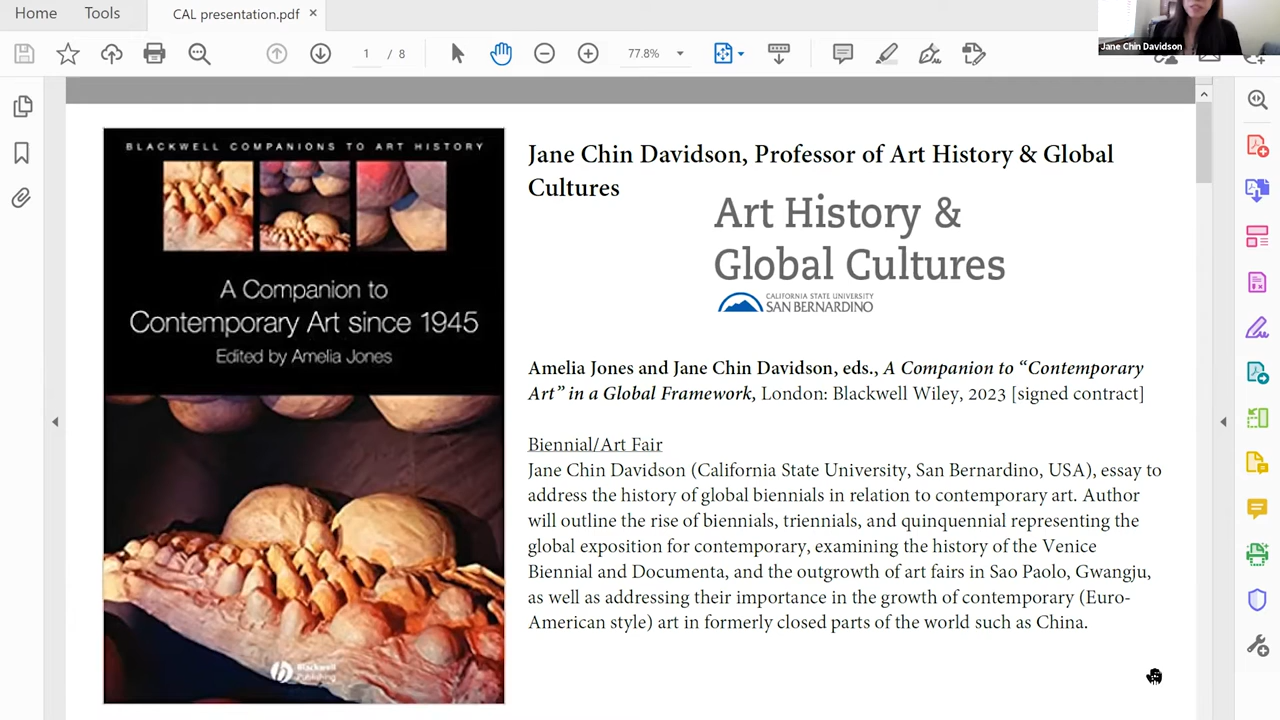 Home
Tools
CAL presentation.pdf
1 / 8
77.8%
Jane Chin Davidson
BLACKWELL COMPANIONS TO ART HISTORY
A Companion to
Contemporary Art since 1945
Edited by Amelia Jones
Blackwell
Publishing
Jane Chin Davidson, Professor of Art History & Global
Cultures
Art History &
Global Cultures
CALIFORNIA STATE UNIVERSITY
SAN BERNARDINO
Amelia Jones and Jane Chin Davidson, eds., A Companion to “Contemporary
Art” in a Global Framework, London: Blackwell Wiley, 2023 [signed contract]
Biennial/Art Fair
Jane Chin Davidson (California State University, San Bernardino, USA), essay to
address the history of global biennials in relation to contemporary art. Author
will outline the rise of biennials, triennials, and quinquennial representing the
global exposition for contemporary, examining the history of the Venice
Biennial and Documenta, and the outgrowth of art fairs in Sao Paolo, Gwangju,
as well as addressing their importance in the growth of contemporary (Euro-
American style) art in formerly closed parts of the world such as China.